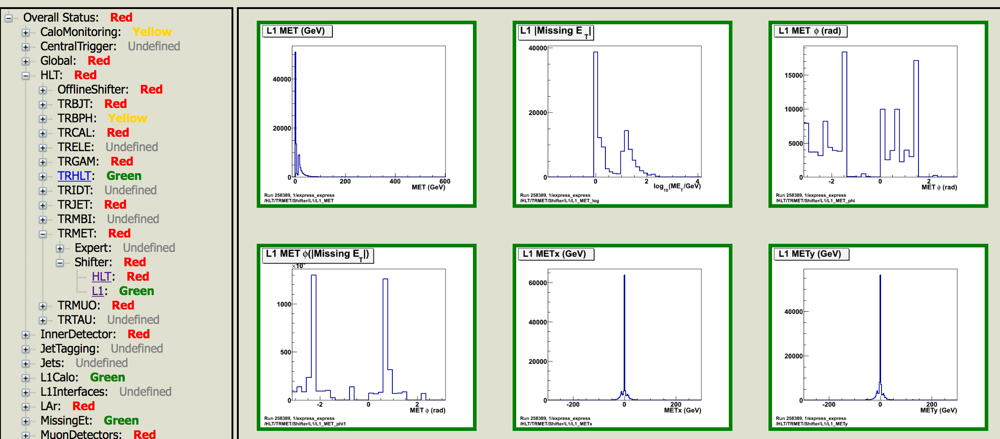 Overall Status: Red
CaloMonitoring: Yellow
CentralTrigger: Undefined
Global: Red
HLT: Red
OfflineShifter: Red
TRBJT: Red
TRBPH: Yellow
TRCAL: Red
TRELE: Undefined
TRGAM: Red
TRHLT: Green
TRIDT: Undefined
TRJET: Red
TRMBI: Undefined
TRMET: Red
Expert: Undefined
Shifter: Red
HLT: Red
L1: Green
TRMUO: Red
TRTAU: Undefined
InnerDetector: Red
JetTagging: Undefined
Jets: Undefined
L1Calo: Green
L1Interfaces: Undefined
LAr: Red
MissingEt: Green
MuonDetectors: Red
L1 MET (GeV)
40000
20000
0
0 200 400 600
MET (GeV)
Run 258389, 1/express_express
/HLT/TRMET/Shifter/L1/L1_MET
L1 |Missing E_T|
40000
20000
0
0 2 4
log10(ME_T/GeV)
Run 258389, 1/express_express
/HLT/TRMET/Shifter/L1/L1_MET_log
L1 MET ϕ (rad)
15000
10000
5000
0
-2 0 2
MET ϕ (rad)
Run 258389, 1/express_express
/HLT/TRMET/Shifter/L1/L1_MET_phi
L1 MET ϕ(|Missing E_T|)
1000
500
0
-2 0 2
MET ϕ (rad)
Run 258389, 1/express_express
/HLT/TRMET/Shifter/L1/L1_MET_phi1
L1 METx (GeV)
60000
40000
20000
0
-200 0 200
METx (GeV)
Run 258389, 1/express_express
/HLT/TRMET/Shifter/L1/L1_METx
L1 METy (GeV)
40000
20000
0
-200 0 200
METy (GeV)
Run 258389, 1/express_express
/HLT/TRMET/Shifter/L1/L1_METy